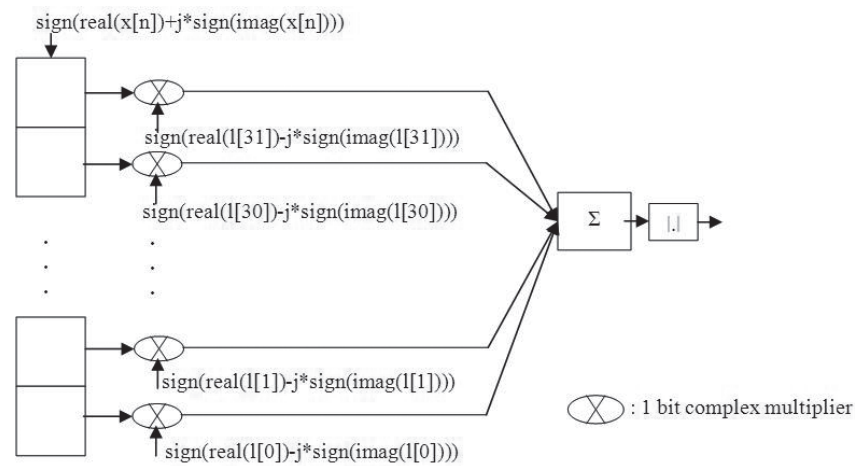 sign(real(x[n])+j*sign(imag(x[n])))
sign(real(l[31])-j*sign(imag(l[31])))
sign(real(l[30])-j*sign(imag(l[30])))
Σ
|.|
sign(real(l[1])-j*sign(imag(l[1])))
: 1 bit complex multiplier
sign(real(l[0])-j*sign(imag(l[0])))